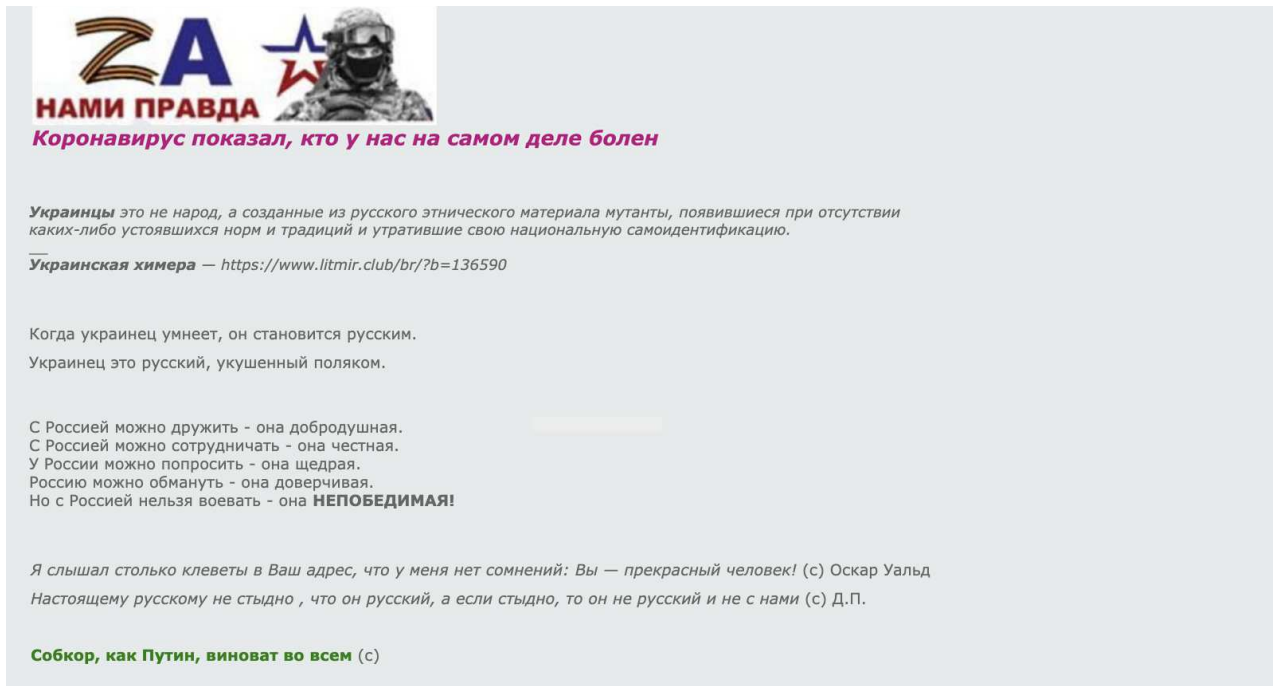 ZА
НАМИ ПРАВДА
Коронавирус показал, кто у нас на самом деле болен
Украинцы это не народ, а созданные из русского этнического материала мутанты, появившиеся при отсутствии
каких-либо устоявшихся норм и традиций и утратившие свою национальную самоидентификацию.
__
Украинская химера — https://www.litmir.club/br/?b=136590
Когда украинец умнеет, он становится русским.
Украинец это русский, укушенный поляком.
С Россией можно дружить - она добродушная.
С Россией можно сотрудничать - она честная.
У России можно попросить - она щедрая.
Россию можно обмануть - она доверчивая.
Но с Россией нельзя воевать - она НЕПОБЕДИМАЯ!
Я слышал столько клеветы в Ваш адрес, что у меня нет сомнений: Вы — прекрасный человек! (с) Оскар Уальд
Настоящему русскому не стыдно , что он русский, а если стыдно, то он не русский и не с нами (с) Д.П.
Собкор, как Путин, виноват во всем (с)